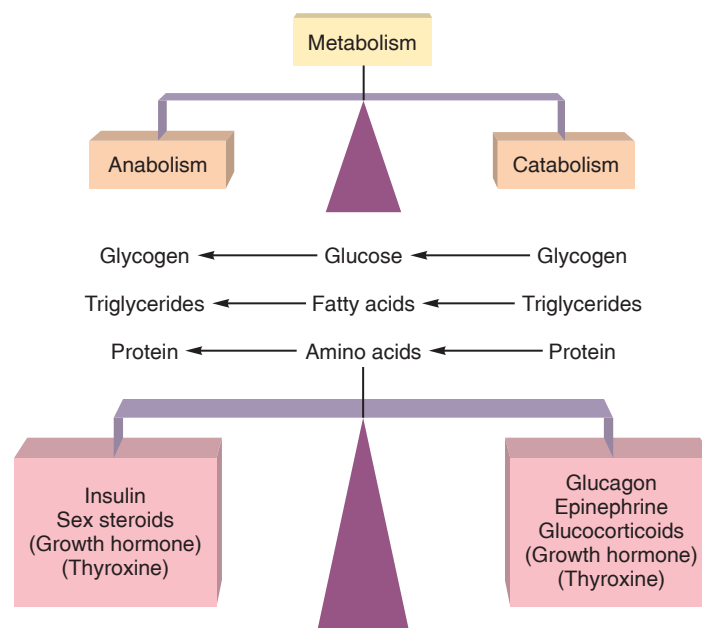 Metabolism
Anabolism
Catabolism
Glycogen Glucose Glycogen
Triglycerides Fatty acids Triglycerides
Protein Amino acids Protein
Insulin
Sex steroids
(Growth hormone)
(Thyroxine)
Glucagon
Epinephrine
Glucocorticoids
(Growth hormone)
(Thyroxine)